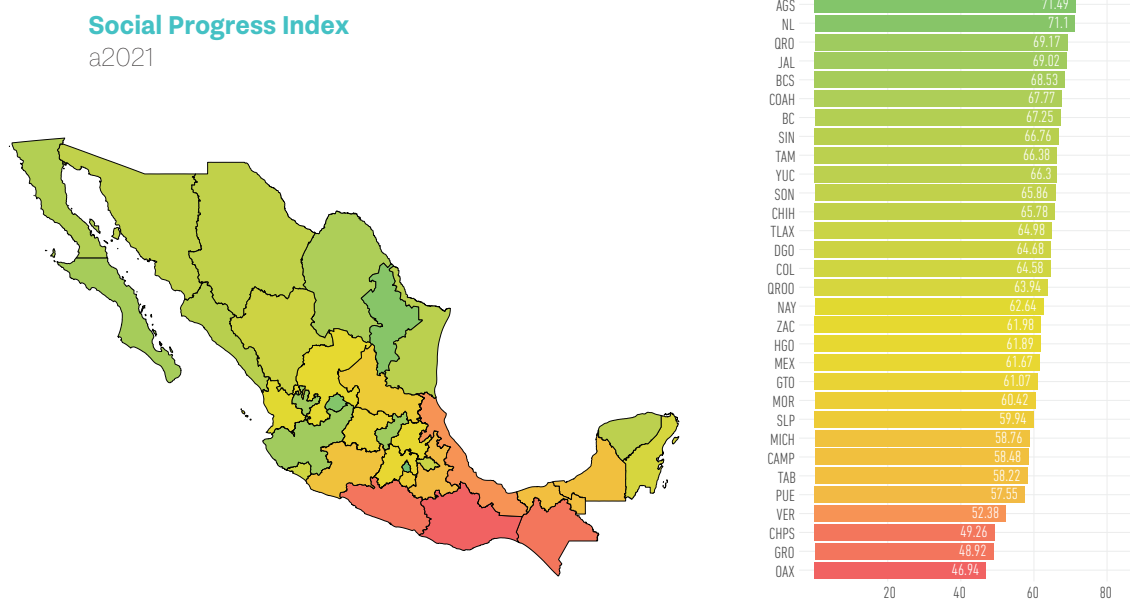 Social Progress Index
a2021
AGS 71.49
NL 71.1
QRO 69.17
JAL 69.02
BCS 68.53
COAH 67.77
BC 67.25
SIN 66.76
TAM 66.38
YUC 66.3
SON 65.86
CHIH 65.78
TLAX 64.98
DGO 64.68
COL 64.58
QROO 63.94
NAY 62.64
ZAC 61.98
HGO 61.89
MEX 61.67
GTO 61.07
MOR 60.42
SLP 59.94
MICH 58.76
CAMP 58.48
TAB 58.22
PUE 57.55
VER 52.38
CHPS 49.26
GRO 48.92
OAX 46.94
20 40 60 80